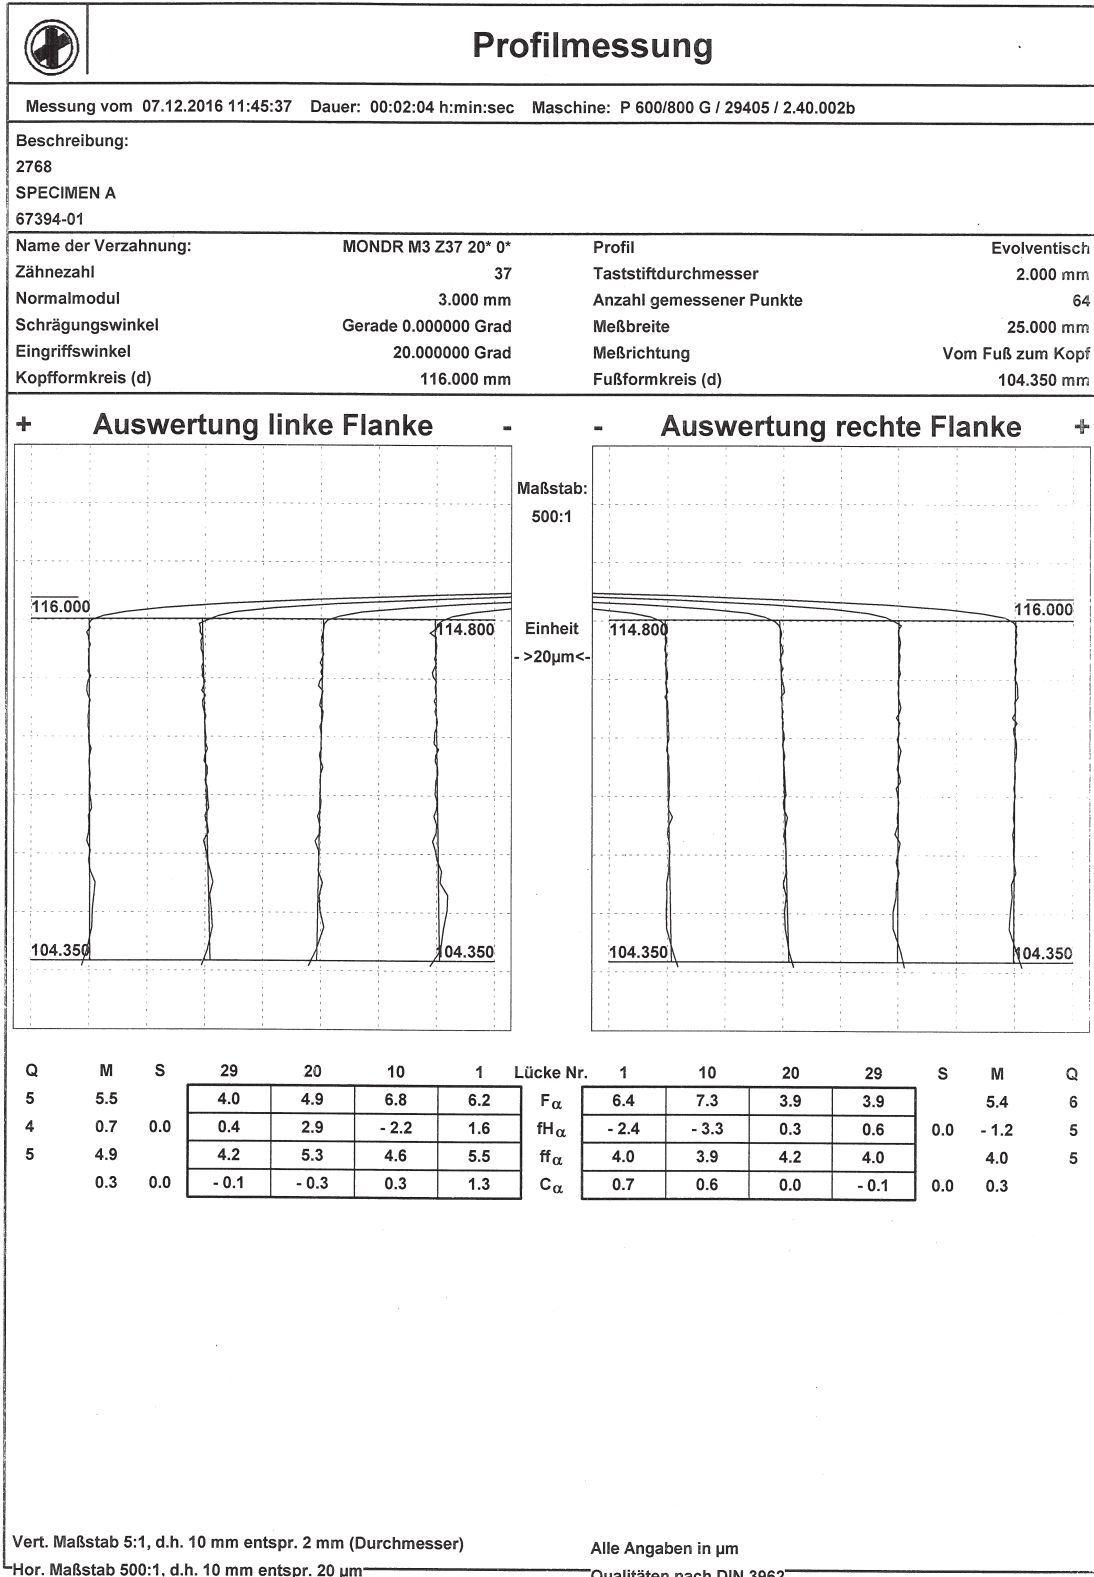 Profilmessung
Messung vom 07.12.2016 11:45:37 Dauer: 00:02:04 h:min:sec Maschine: P 600/800 G / 29405 / 2.40.002b
Beschreibung:
2768
SPECIMEN A
67394-01
Name der Verzahnung: MONDR M3 Z37 20* 0* Profil Evolventisch
Zähnezahl 37 Taststiftdurchmesser 2.000 mm
Normalmodul 3.000 mm Anzahl gemessener Punkte 64
Schrägungswinkel Gerade 0.000000 Grad Meßbreite 25.000 mm
Eingriffswinkel 20.000000 Grad Meßrichtung Vom Fuß zum Kopf
Kopfformkreis (d) 116.000 mm Fußformkreis (d) 104.350 mm
+ Auswertung linke Flanke - - Auswertung rechte Flanke +
Maßstab:
500:1
116.000 116.000
114.800 Einheit 114.800
- >20µm<-
104.350 104.350 104.350 104.350
Q M S 29 20 10 1 Lücke Nr. 1 10 20 29 S M Q
5 5.5 4.0 4.9 6.8 6.2 Fα 6.4 7.3 3.9 3.9 5.4 6
4 0.7 0.0 0.4 2.9 - 2.2 1.6 fHα - 2.4 - 3.3 0.3 0.6 0.0 - 1.2 5
5 4.9 4.2 5.3 4.6 5.5 ffα 4.0 3.9 4.2 4.0 4.0 5
0.3 0.0 - 0.1 - 0.3 0.3 1.3 Cα 0.7 0.6 0.0 - 0.1 0.0 0.3
Vert. Maßstab 5:1, d.h. 10 mm entspr. 2 mm (Durchmesser) Alle Angaben in µm
Hor. Maßstab 500:1, d.h. 10 mm entspr. 20 µm Qualitäten nach DIN 3962